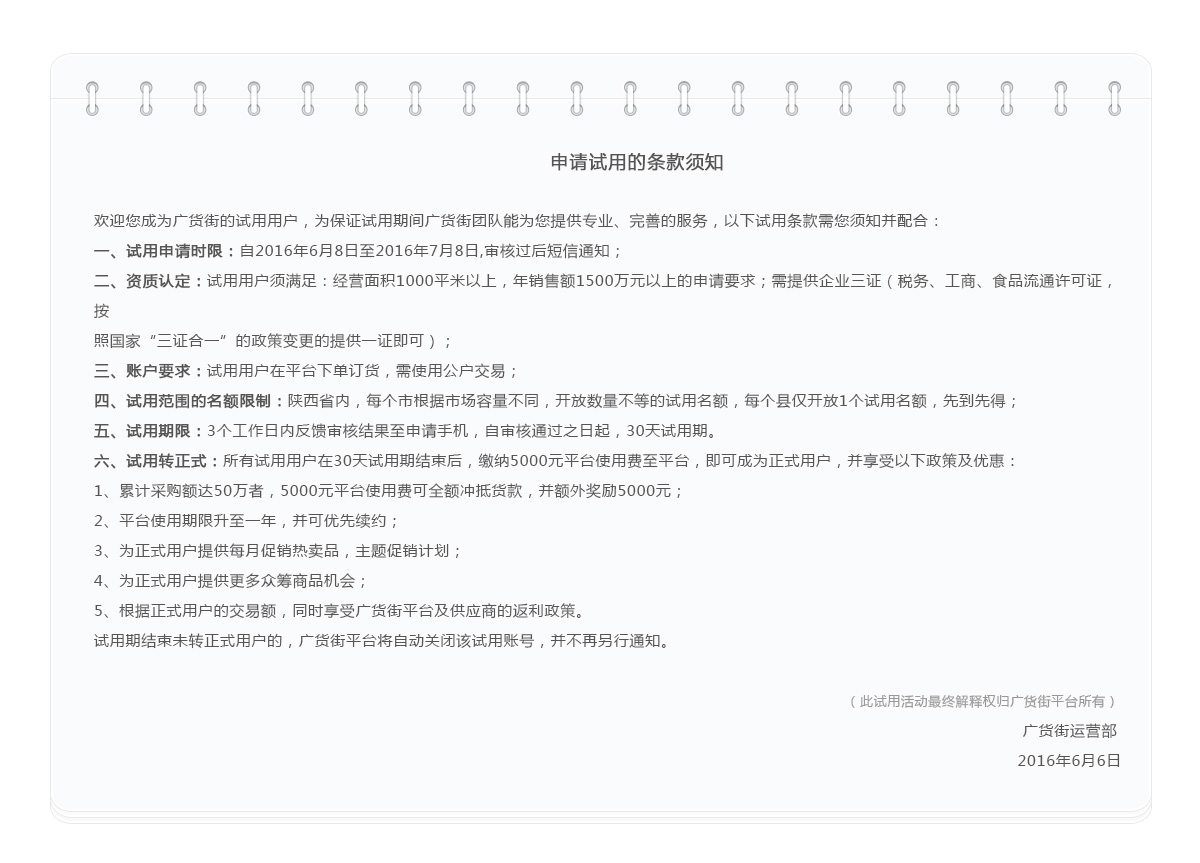 申请试用的条款须知
欢迎您成为广货街的试用用户，为保证试用期间广货街团队能为您提供专业、完善的服务，以下试用条款需您须知并配合：
一、试用申请时限：自2016年6月8日至2016年7月8日,审核过后短信通知；
二、资质认定：试用用户须满足：经营面积1000平米以上，年销售额1500万元以上的申请要求；需提供企业三证（税务、工商、食品流通许可证，
按
照国家“三证合一”的政策变更的提供一证即可）；
三、账户要求：试用用户在平台下单订货，需使用公户交易；
四、试用范围的名额限制：陕西省内，每个市根据市场容量不同，开放数量不等的试用名额，每个县仅开放1个试用名额，先到先得；
五、试用期限：3个工作日内反馈审核结果至申请手机，自审核通过之日起，30天试用期。
六、试用转正式：所有试用用户在30天试用期结束后，缴纳5000元平台使用费至平台，即可成为正式用户，并享受以下政策及优惠：
1、累计采购额达50万者，5000元平台使用费可全额冲抵货款，并额外奖励5000元；
2、平台使用期限升至一年，并可优先续约；
3、为正式用户提供每月促销热卖品，主题促销计划；
4、为正式用户提供更多众筹商品机会；
5、根据正式用户的交易额，同时享受广货街平台及供应商的返利政策。
试用期结束未转正式用户的，广货街平台将自动关闭该试用账号，并不再另行通知。
（此试用活动最终解释权归广货街平台所有）
广货街运营部
2016年6月6日